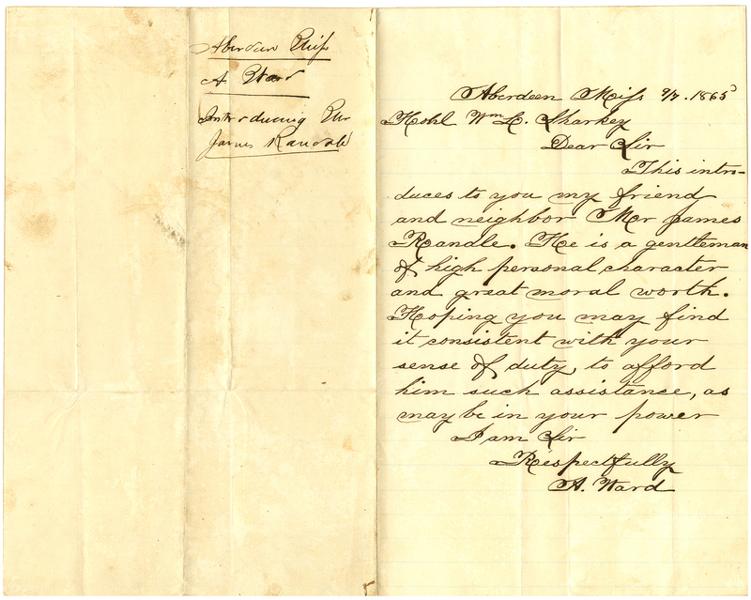 Aberdeen Miss
A Ward
Introducing Mr
James Randle
Aberdeen Miss 9/7. 1865
Wm L. Sharkey
Dear Sir
This intro-
duces to you my friend
and neighbor Mr James
Randle. He is a gentleman
of high personal character
and great moral worth.
Hoping you may find
it consistent with your
sense of duty, to afford
him such assistance, as
may be in your power
I am Sir
Respectfully
A. Ward